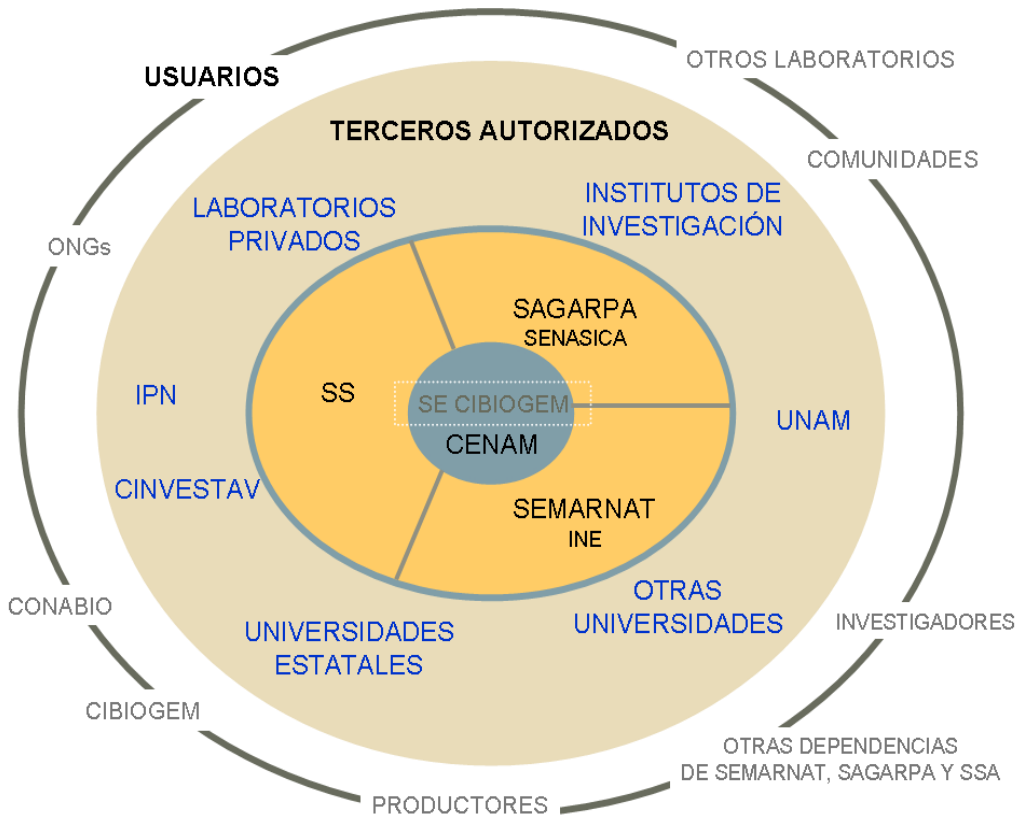 USUARIOS
OTROS LABORATORIOS
TERCEROS AUTORIZADOS
COMUNIDADES
LABORATORIOS
PRIVADOS
INSTITUTOS DE
INVESTIGACIÓN
ONGs
SAGARPA
SENASICA
IPN
SS
SE CIBIOGEM
CENAM
UNAM
CINVESTAV
SEMARNAT
INE
CONABIO
OTRAS
UNIVERSIDADES
UNIVERSIDADES
ESTATALES
INVESTIGADORES
CIBIOGEM
OTRAS DEPENDENCIAS
DE SEMARNAT, SAGARPA Y SSA
PRODUCTORES